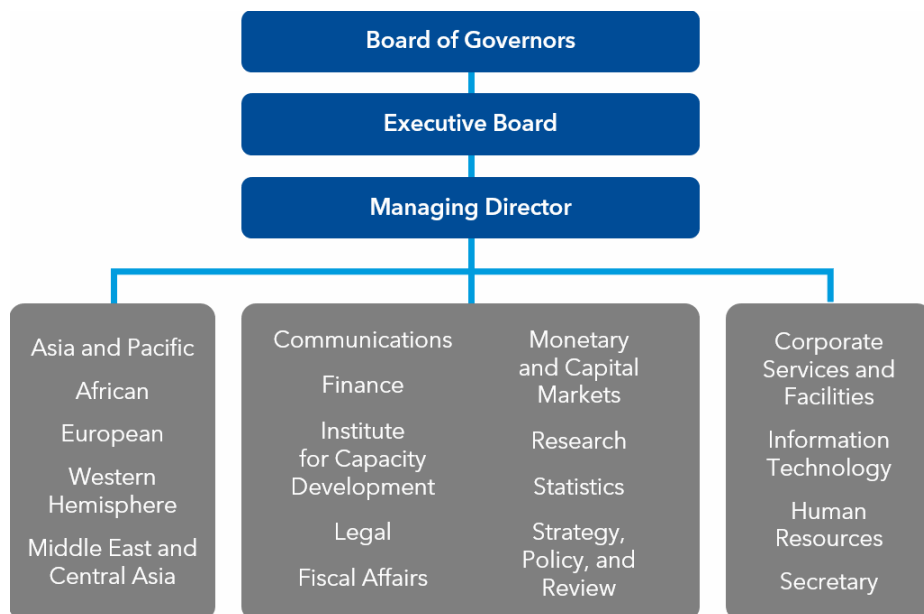 Board of Governors
Executive Board
Managing Director
Asia and Pacific
African
European
Western
Hemisphere
Middle East and
Central Asia
Communications
Finance
Institute
for Capacity
Development
Legal
Fiscal Affairs
Monetary
and Capital
Markets
Research
Statistics
Strategy,
Policy, and
Review
Corporate
Services and
Facilities
Information
Technology
Human
Resources
Secretary